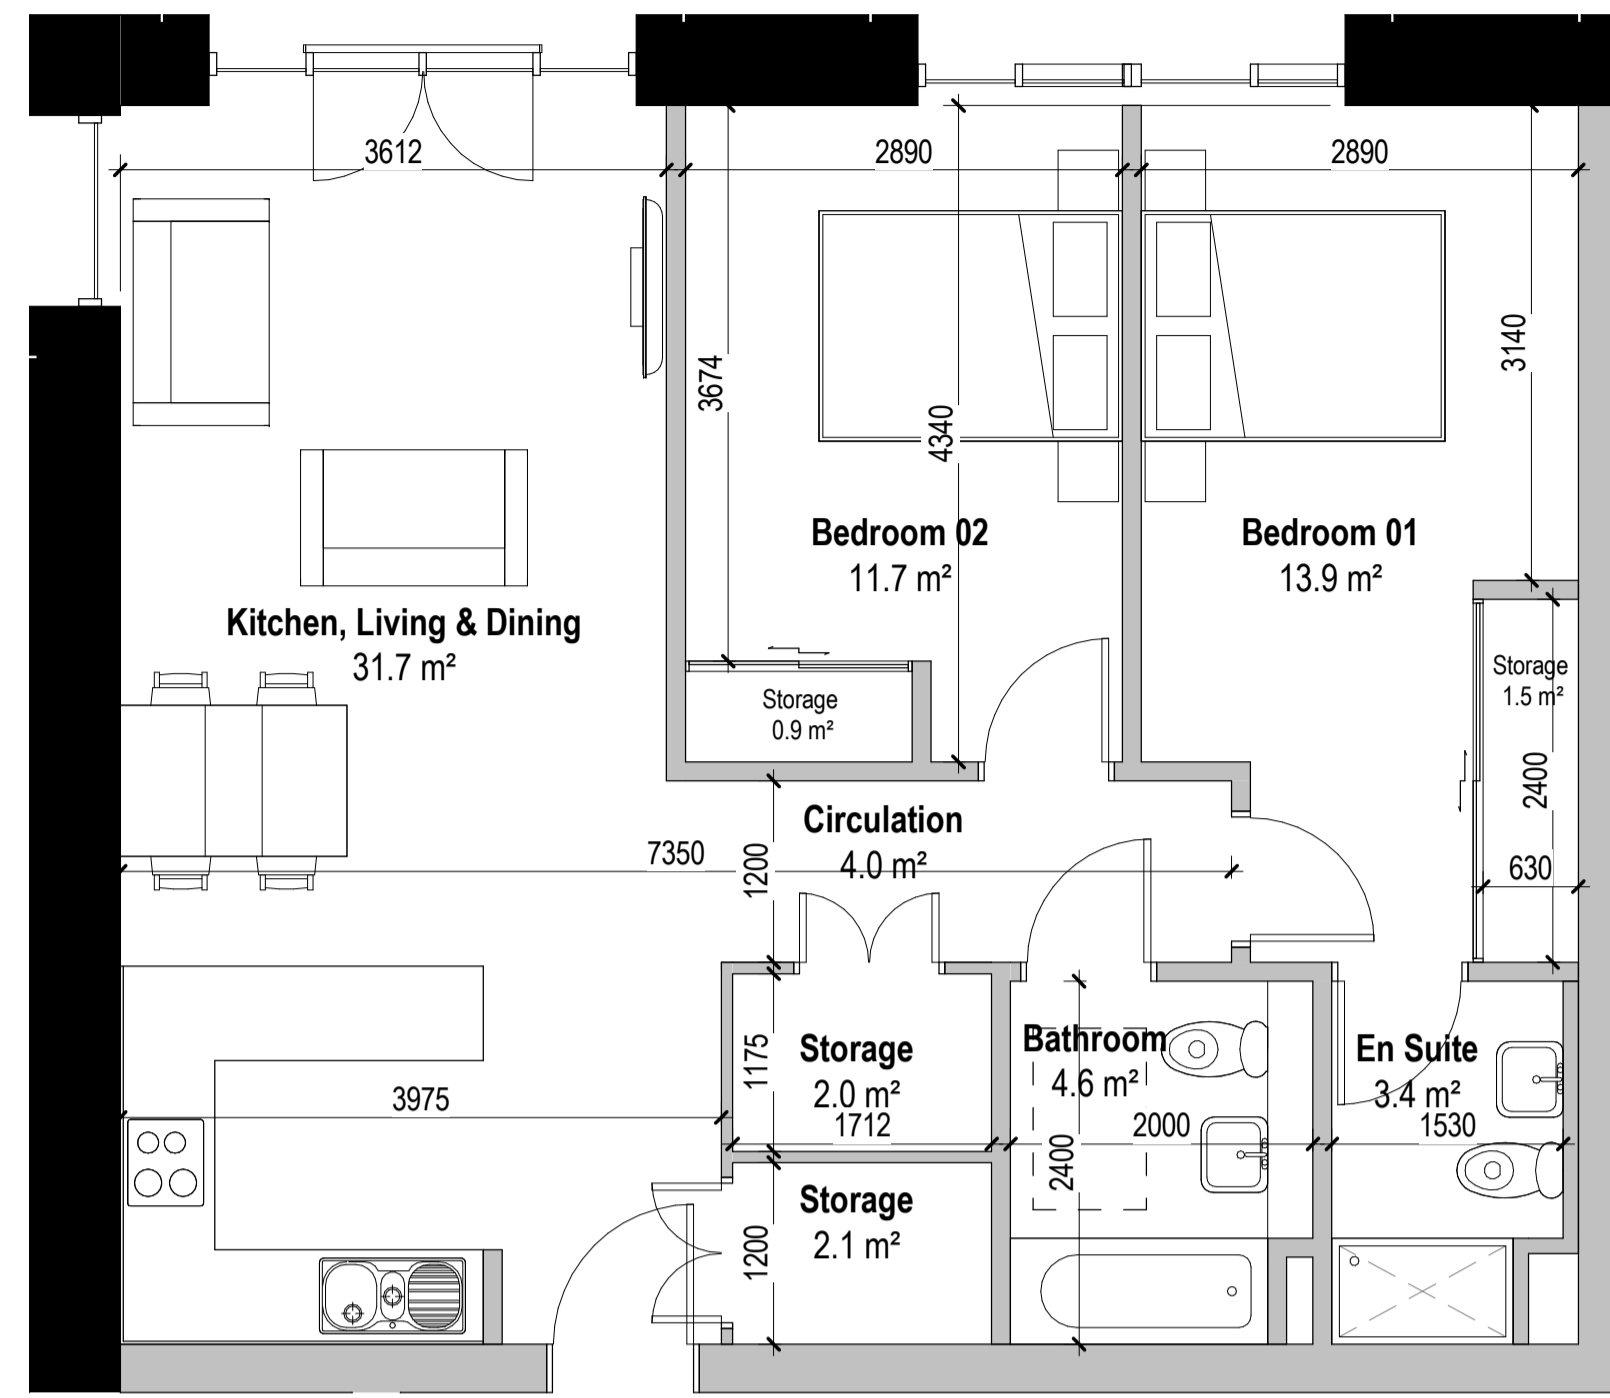 3612
2890
2890
3140
3674
4340
Bedroom 02
11.7 m²
Bedroom 01
13.9 m²
Kitchen, Living & Dining
31.7 m²
Storage
0.9 m²
Storage
1.5 m²
2400
630
Circulation
4.0 m²
7350
1200
Storage
2.0 m²
1175
1712
Bathroom
4.6 m²
2000
2400
En Suite
3.4 m²
1530
3975
Storage
2.1 m²
1200